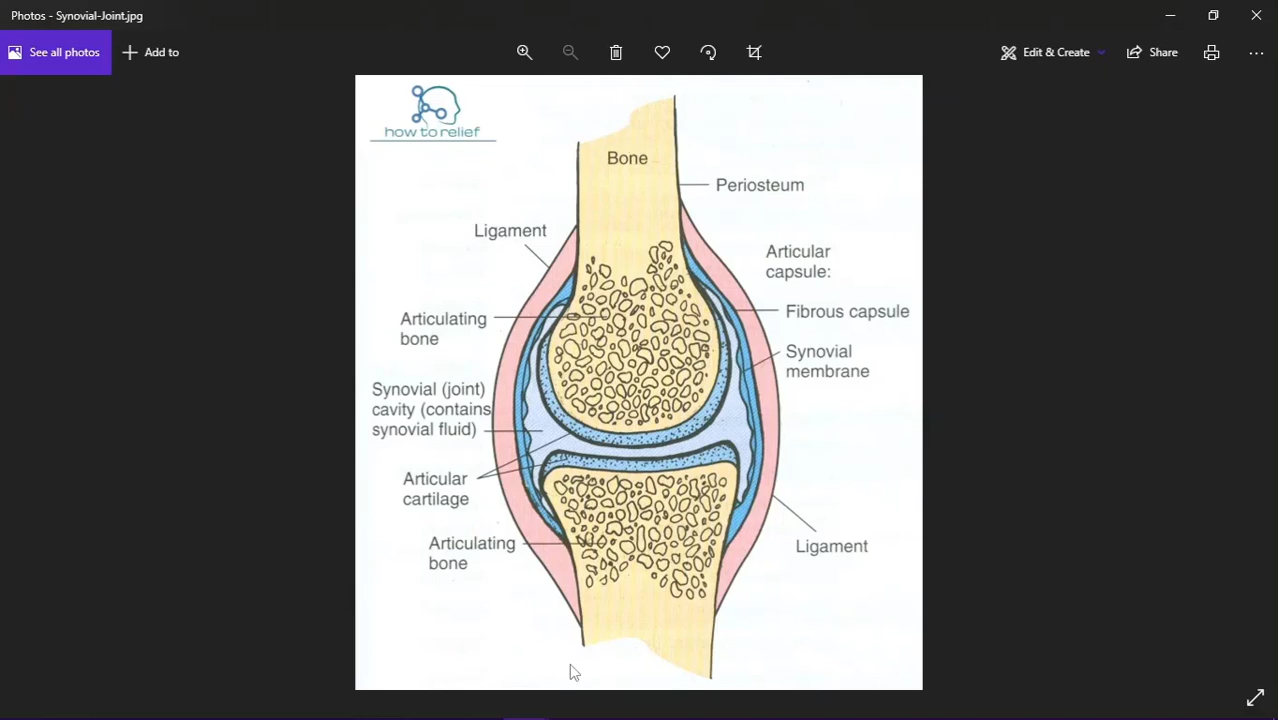 Photos - Synovial-Joint.jpg
See all photos
Add to
Edit & Create
Share
how to relief
Bone
Periosteum
Ligament
Articular
capsule:
Articulating
bone
Fibrous capsule
Synovial
membrane
Synovial (joint)
cavity (contains
synovial fluid)
Articular
cartilage
Articulating
bone
Ligament